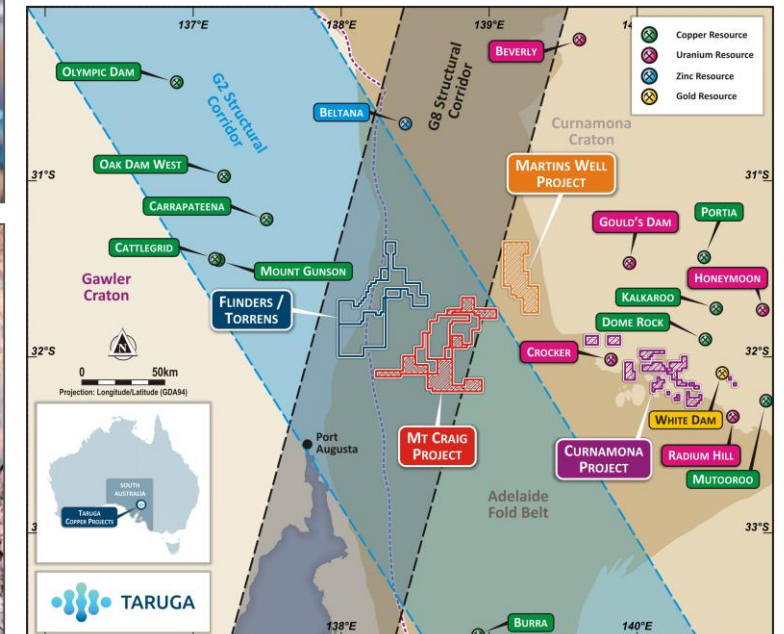 137°E
138°E
139°E
14
Copper Resource
Uranium Resource
Zinc Resource
Gold Resource
OLYMPIC DAM
G2 Structural
Corridor
BELTANA
G8 Structural
Corridor
BEVERLY
Curnamona
Craton
31°S
31°S
OAK DAM WEST
CARRAPATEENA
CATTLEGRID
MOUNT GUNSON
Gawler
Craton
MARTINS WELL
PROJECT
GOULD'S DAM
PORTIA
HONEYMOON
KALKAROO
DOME ROCK
FLINDERS /
TORRENS
N
0 50km
Projection: Longitude/Latitude (GDA94)
32°S
32°S
CROCKER
WHITE DAM
RADIUM HILL
MUTOOROO
CURNAMONA
PROJECT
MT CRAIG
PROJECT
Port
Augusta
Adelaide
Fold Belt
SOUTH
AUSTRALIA
TARUGA
COPPER PROJECTS
3°S
33°S
TARUGA
138°E
BURRA
140°E